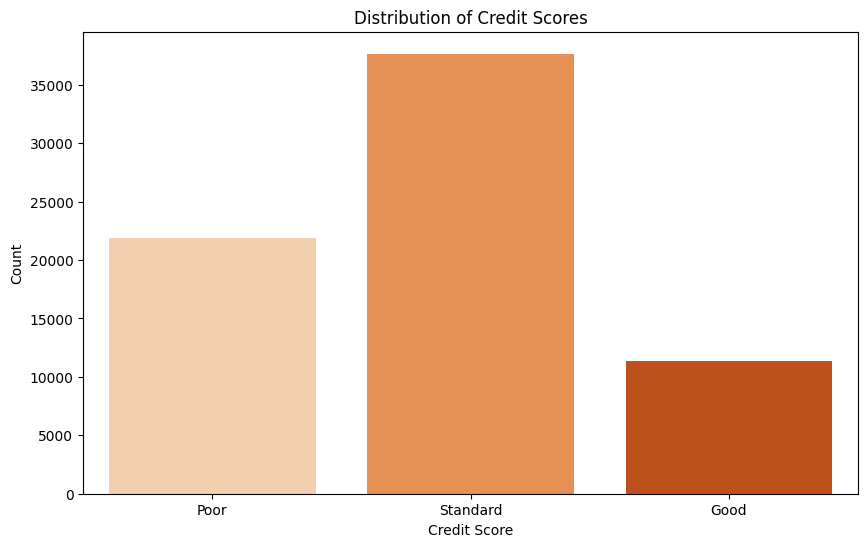 Distribution of Credit Scores
Count
35000
30000
25000
20000
15000
10000
5000
0
Poor
Standard
Good
Credit Score